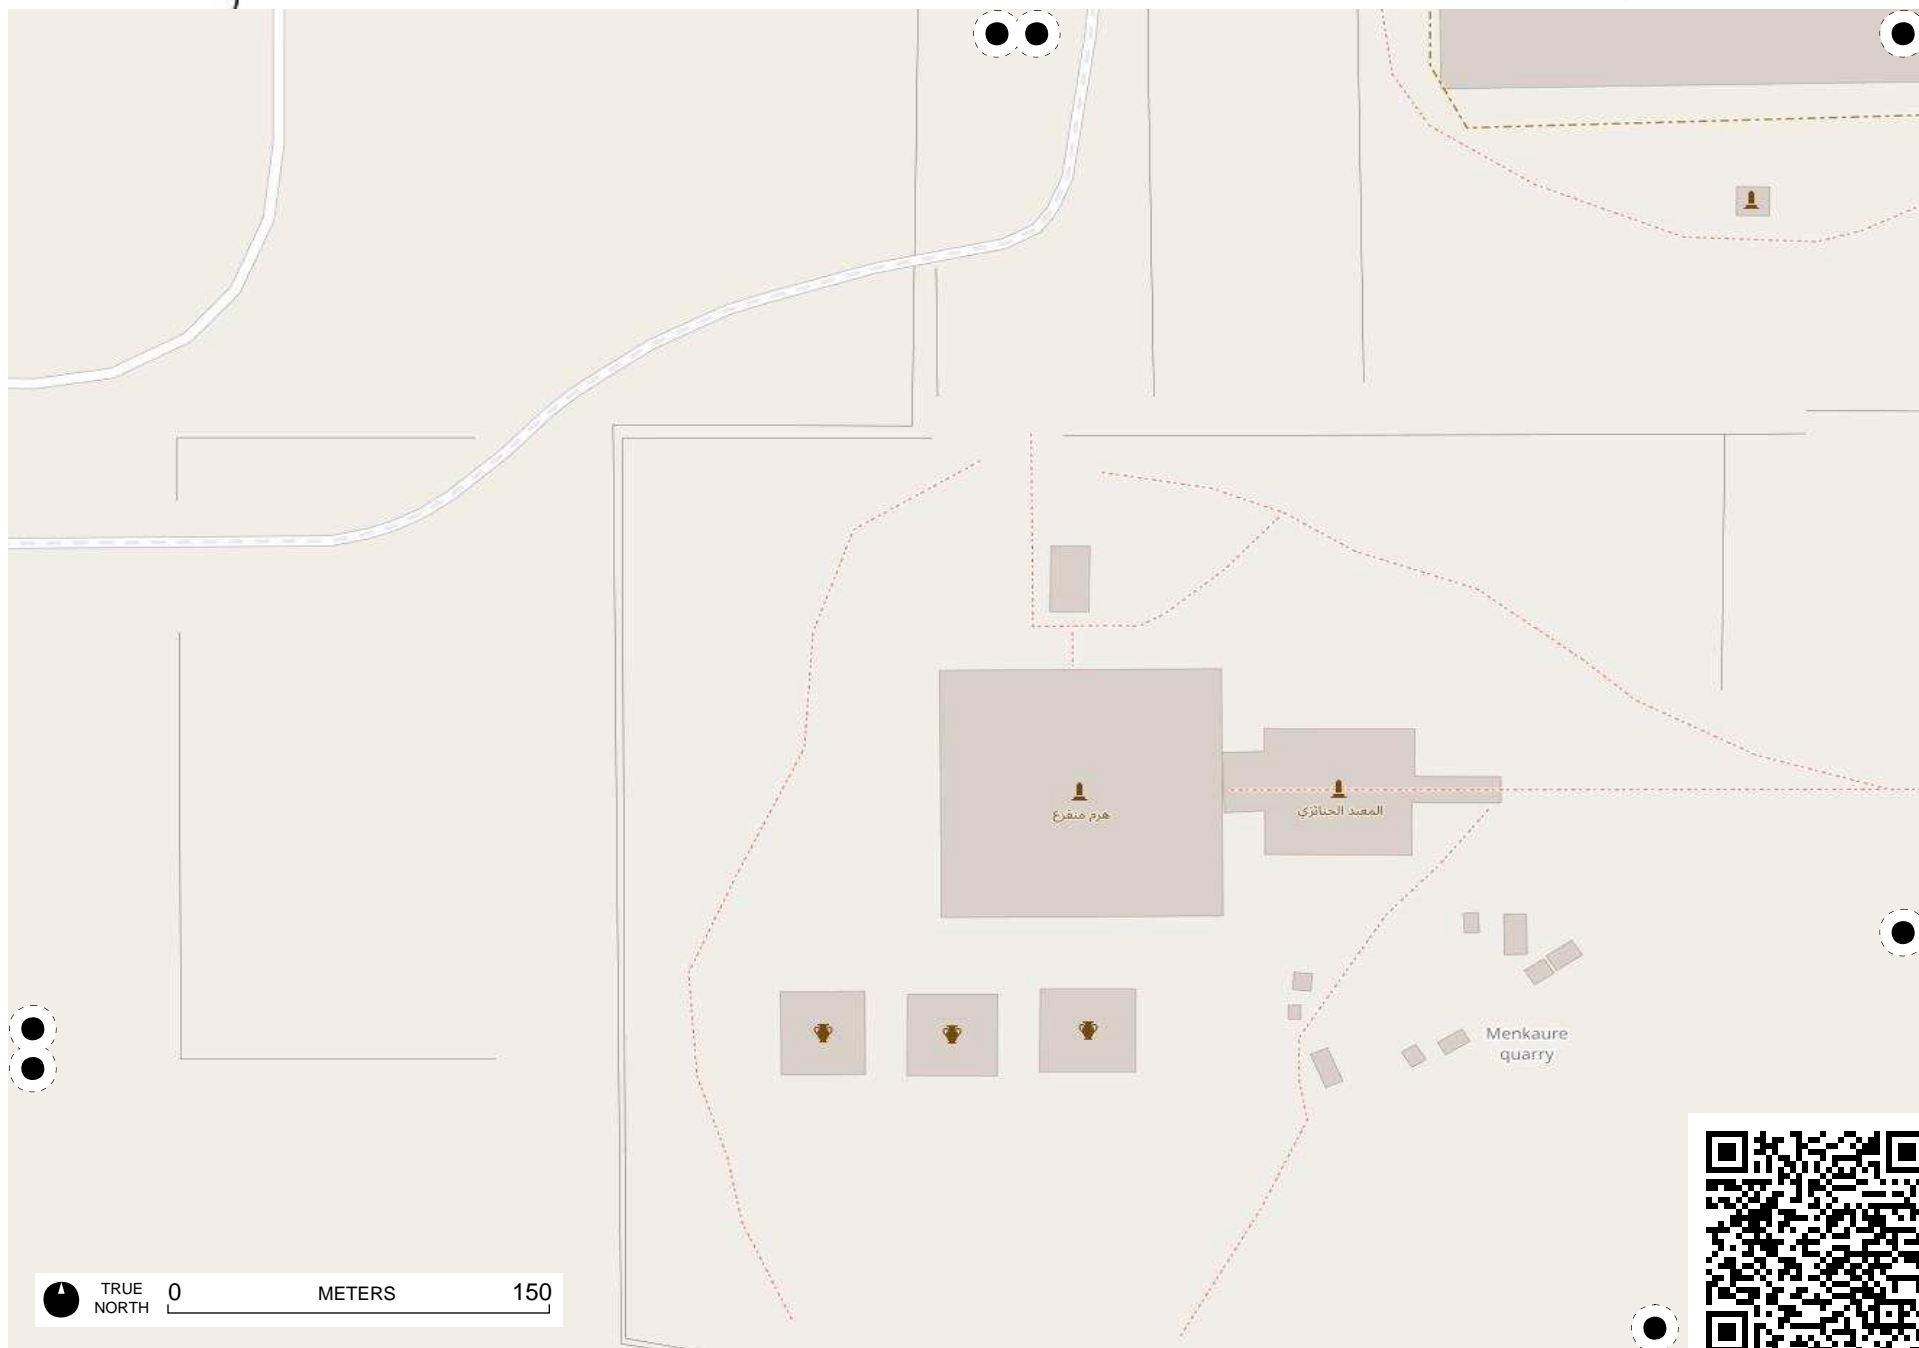 هرم منقرع
المعبد الجنائزي
Menkaure
quarry
TRUE
NORTH
0 METERS 150